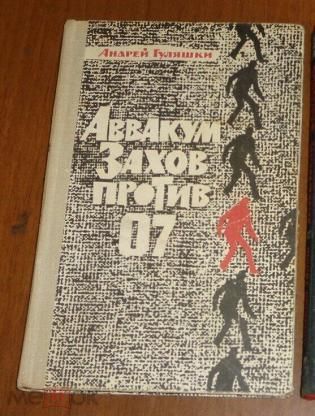 Андрей Гуляшки
Аввакум
Захов
против
07